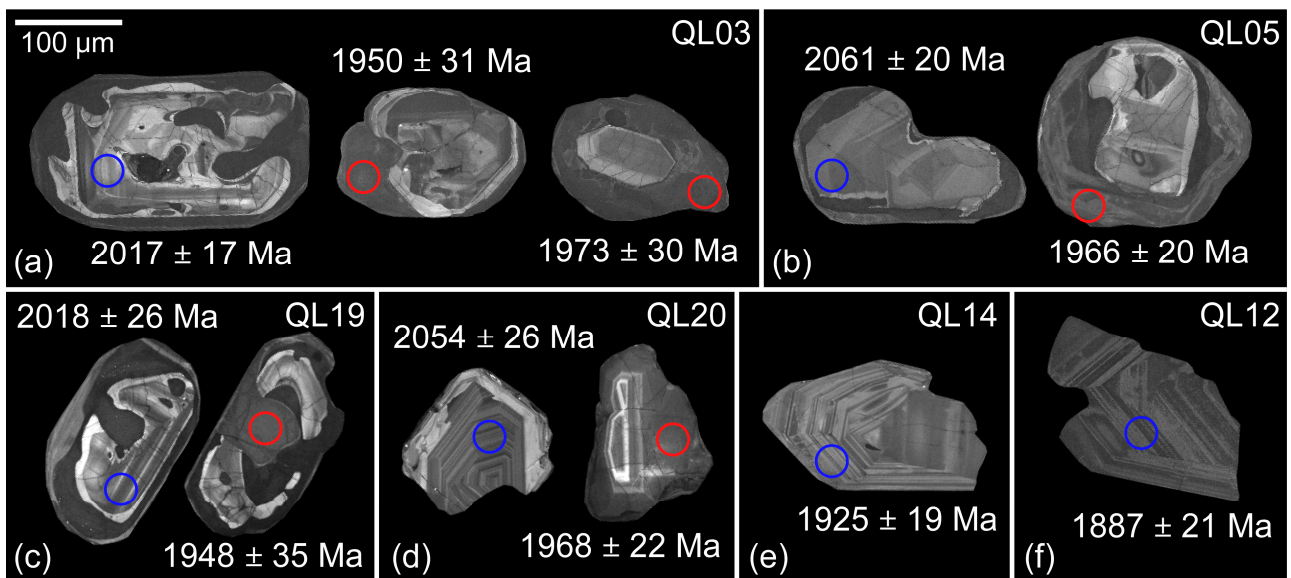 100 µm
QL03
1950 ± 31 Ma
2017 ± 17 Ma
1973 ± 30 Ma
(a)
QL05
2061 ± 20 Ma
1966 ± 20 Ma
(b)
2018 ± 26 Ma
QL19
1948 ± 35 Ma
(c)
QL20
2054 ± 26 Ma
1968 ± 22 Ma
(d)
QL14
1925 ± 19 Ma
(e)
QL12
1887 ± 21 Ma
(f)